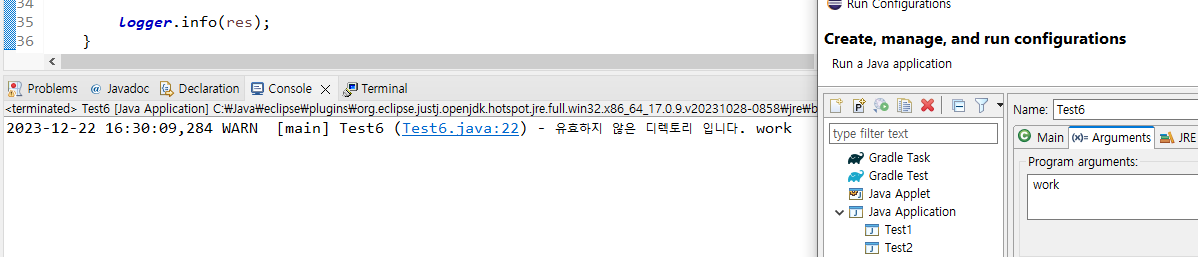 34
35 logger.info(res);
36 }
Problems @ Javadoc Declaration Console Terminal
<terminated> Test6 [Java Application] C:₩Java₩eclipse₩plugins₩org.eclipse.justj.openjdk.hotspot.jre.full.win32.x86_64_17.0.9.v20231028-0858₩jre₩b
2023-12-22 16:30:09,284 WARN [main] Test6 (Test6.java:22) - 유효하지 않은 디렉토리 입니다. work
Run Configurations
Create, manage, and run configurations
Run a Java application
type filter text
Gradle Task
Gradle Test
Java Applet
Java Application
Test1
Test2
Name: Test6
Main (x)= Arguments JRE
Program arguments:
work